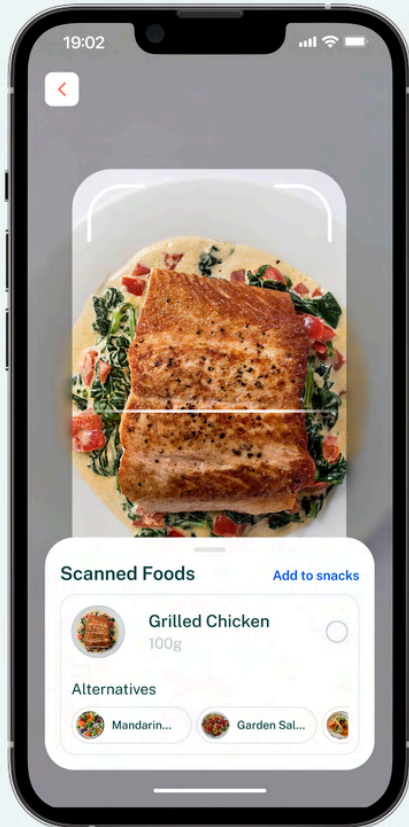 19:02
Scanned Foods
Add to snacks
Grilled Chicken
100g
Alternatives
Mandarin...
Garden Sal...